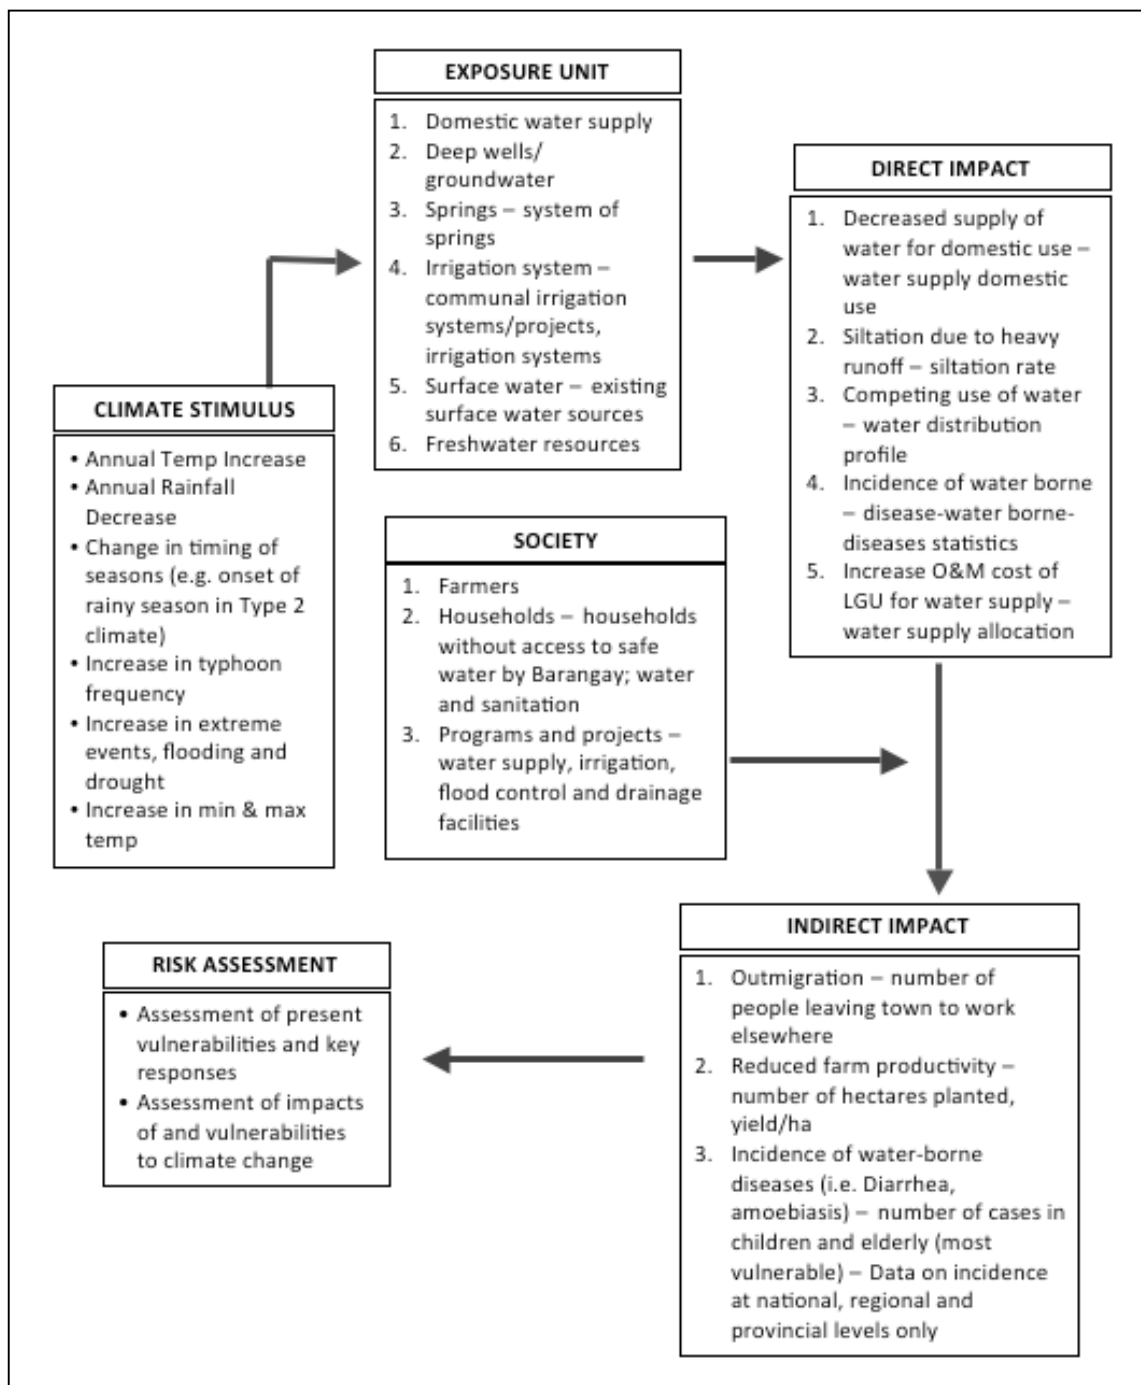 EXPOSURE UNIT
1. Domestic water supply
2. Deep wells/
groundwater
3. Springs – system of
springs
4. Irrigation system –
communal irrigation
systems/projects,
irrigation systems
5. Surface water – existing
surface water sources
6. Freshwater resources
DIRECT IMPACT
1. Decreased supply of
water for domestic use –
water supply domestic
use
2. Siltation due to heavy
runoff – siltation rate
3. Competing use of water
– water distribution
profile
4. Incidence of water borne
– disease-water borne-
diseases statistics
5. Increase O&M cost of
LGU for water supply –
water supply allocation
CLIMATE STIMULUS
• Annual Temp Increase
• Annual Rainfall
Decrease
• Change in timing of
seasons (e.g. onset of
rainy season in Type 2
climate)
• Increase in typhoon
frequency
• Increase in extreme
events, flooding and
drought
• Increase in min & max
temp
SOCIETY
1. Farmers
2. Households – households
without access to safe
water by Barangay; water
and sanitation
3. Programs and projects –
water supply, irrigation,
flood control and drainage
facilities
INDIRECT IMPACT
1. Outmigration – number of
people leaving town to work
elsewhere
2. Reduced farm productivity –
number of hectares planted,
yield/ha
3. Incidence of water-borne
diseases (i.e. Diarrhea,
amoebiasis) – number of cases in
children and elderly (most
vulnerable) – Data on incidence
at national, regional and
provincial levels only
RISK ASSESSMENT
• Assessment of present
vulnerabilities and key
responses
• Assessment of impacts
of and vulnerabilities
to climate change